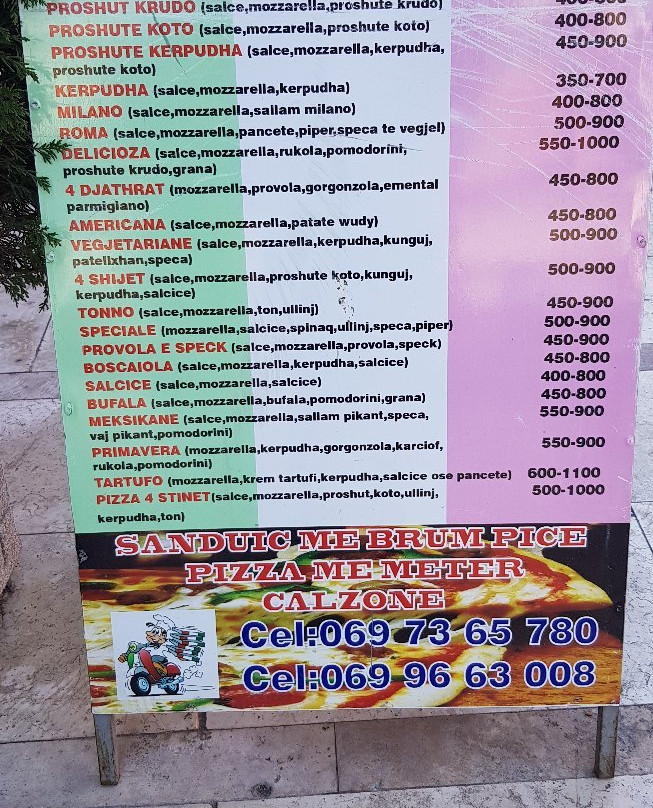 PROSHUT KRUDO (salce,mozzarella,proshute krudo)
PROSHUTE KOTO (salce,mozzarella,proshute koto) 400-800
PROSHUTE KERPUDHA (salce,mozzarella,kerpudha, 450-900
proshute koto)
KERPUDHA (salce,mozzarella,kerpudha) 350-700
MILANO (salce,mozzarella,sallam milano) 400-800
ROMA (salce,mozzarella,pancete,piper,speca te vegjel) 500-900
DELICIOZA (salce,mozzarella,rukola,pomodorini, 550-1000
proshute krudo,grana)
4 DJATHRAT (mozzarella,provola,gorgonzola,emental 450-800
parmigiano)
AMERICANA (salce,mozzarella,patate wudy) 450-800
VEGJETARIANE (salce,mozzarella,kerpudha,kunguj, 500-900
patellxhan,speca)
4 SHIJET (salce,mozzarella,proshute koto,kunguj, 500-900
kerpudha,salcice)
TONNO (salce,mozzarella,ton,ullinj) 450-900
SPECIALE (mozzarella,salcice,spinaq,ullinj,speca,piper) 500-900
PROVOLA E SPECK (salce,mozzarella,provola,speck) 450-900
BOSCAIOLA (salce,mozzarella,kerpudha,salcice) 450-800
SALCICE (salce,mozzarella,salcice) 400-800
BUFALA (salce,mozzarella,bufala,pomodorini,grana) 450-800
MEKSIKANE (salce,mozzarella,sallam pikant,speca, 550-900
vaj pikant,pomodorini)
PRIMAVERA (mozzarella,kerpudha,gorgonzola,karciof, 550-900
rukola,pomodorini)
TARTUFO (mozzarella,krem tartufi,kerpudha,salcice ose pancete) 600-1100
PIZZA 4 STINET(salce,mozzarella,proshut,koto,ullinj, 500-1000
kerpudha,ton)
SANDUIC ME BRUM PICE
PIZZA ME METER
CALZONE
Cel:069 73 65 780
Cel:069 96 63 008